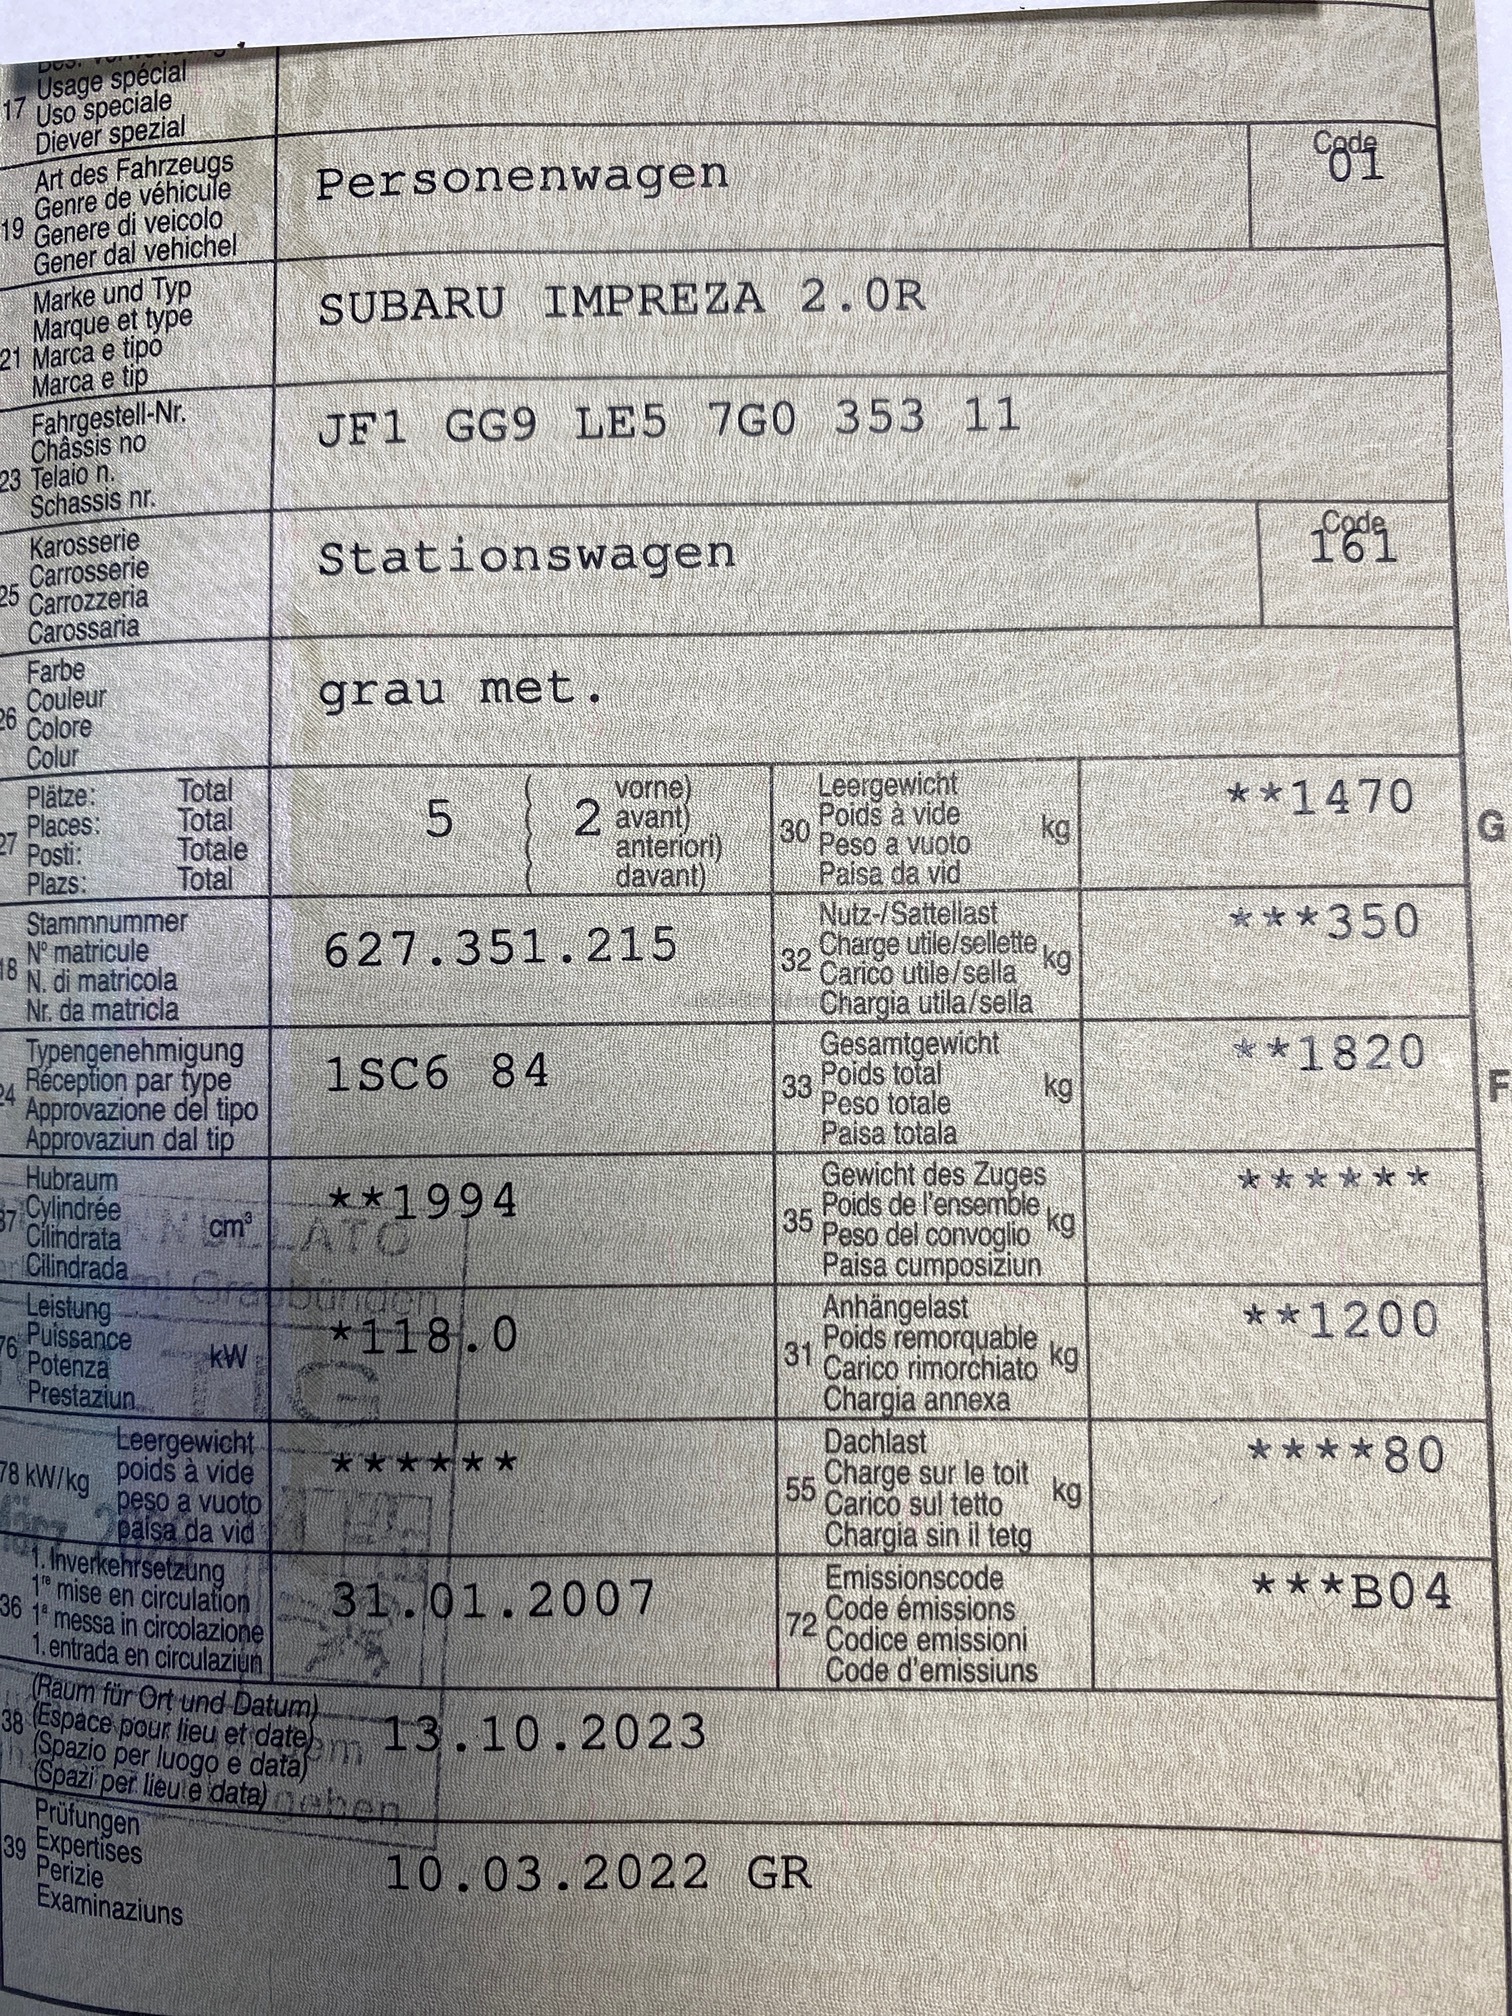 17
Usage spécial
Uso speciale
Diever spezial
19
Art des Fahrzeugs
Genre de véhicule
Genere di veicolo
Gener dal vehichel
Personenwagen
Code
01
21
Marke und Typ
Marque et type
Marca e tipo
Marca e tip
SUBARU IMPREZA 2.0R
23
Fahrgestell-Nr.
Châssis no
Telaio n.
Schassis nr.
JF1 GG9 LE5 7G0 353 11
25
Karosserie
Carrosserie
Carrozzeria
Carossaria
Stationswagen
Code
161
26
Farbe
Couleur
Colore
Colur
grau met.
27
Plätze: Total
Places: Total
Posti: Totale
Plazs: Total
5 ( 2
vorne)
avant)
anteriori)
davant)
30
Leergewicht
Poids à vide
Peso a vuoto
Paisa da vid
kg
**1470
G
18
Stammnummer
N° matricule
N. di matricola
Nr. da matricla
627.351.215
32
Nutz-/Sattellast
Charge utile/sellette
Carico utile/sella
Chargia utila/sella
kg
***350
24
Typengenehmigung
Réception par type
Approvazione del tipo
Approvaziun dal tip
1SC6 84
33
Gesamtgewicht
Poids total
Peso totale
Paisa totala
kg
**1820
F
37
Hubraum
Cylindrée
Cilindrata
Cilindrada
cm³
**1994
35
Gewicht des Zuges
Poids de l'ensemble
Peso del convoglio
Paisa cumposiziun
kg
******
76
Leistung
Puissance
Potenza
Prestaziun
kW
*118.0
31
Anhängelast
Poids remorquable
Carico rimorchiato
Chargia annexa
kg
**1200
78 kW/kg
Leergewicht
poids à vide
peso a vuoto
paisa da vid
******
55
Dachlast
Charge sur le toit
Carico sul tetto
Chargia sin il tetg
kg
****80
36
1. Inverkehrsetzung
1re mise en circulation
1a messa in circolazione
1. entrada en circulaziun
31.01.2007
72
Emissionscode
Code émissions
Codice emissioni
Code d'emissiuns
***B04
38
(Raum für Ort und Datum)
(Espace pour lieu et date)
(Spazio per luogo e data)
(Spazi per lieu e data)
13.10.2023
39
Prüfungen
Expertises
Perizie
Examinaziuns
10.03.2022 GR